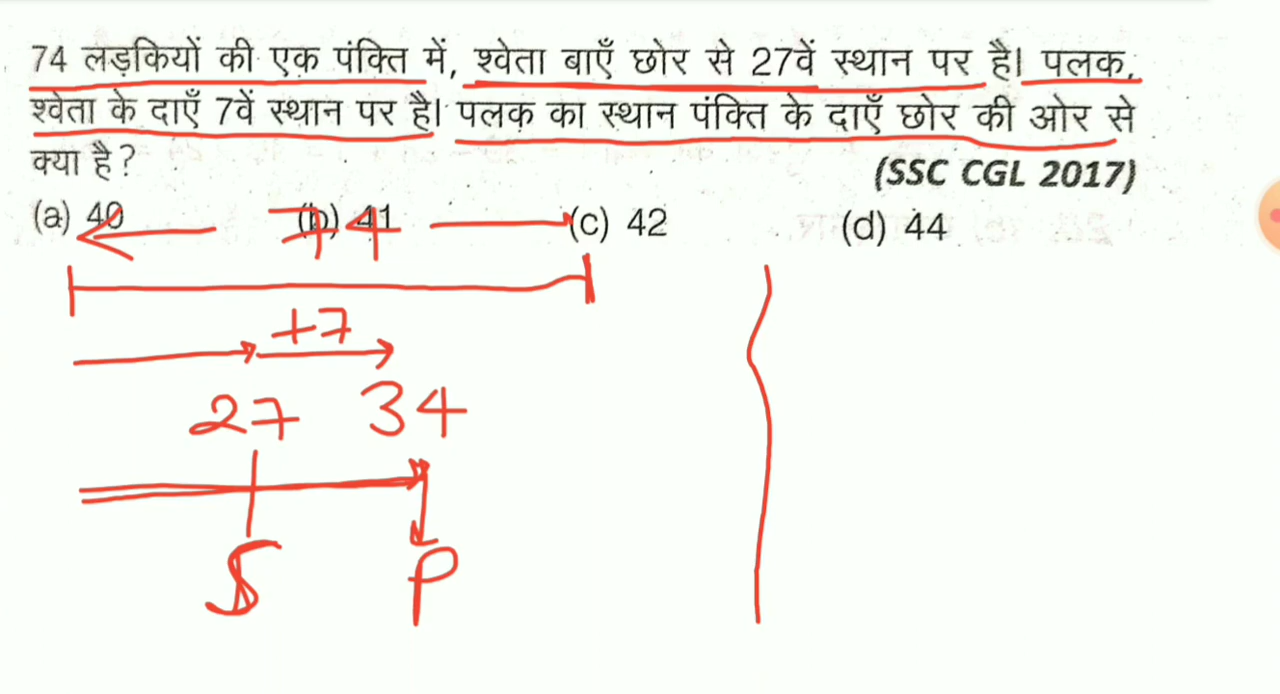 74 लड़कियों की एक पंक्ति में, श्वेता बाएँ छोर से 27वें स्थान पर है। पलक,
श्वेता के दाएँ 7वें स्थान पर है। पलक का स्थान पंक्ति के दाएँ छोर की ओर से
क्या है?
(SSC CGL 2017)
(a) 40 (b) 41 (c) 42 (d) 44
74
+7
27 34
S P